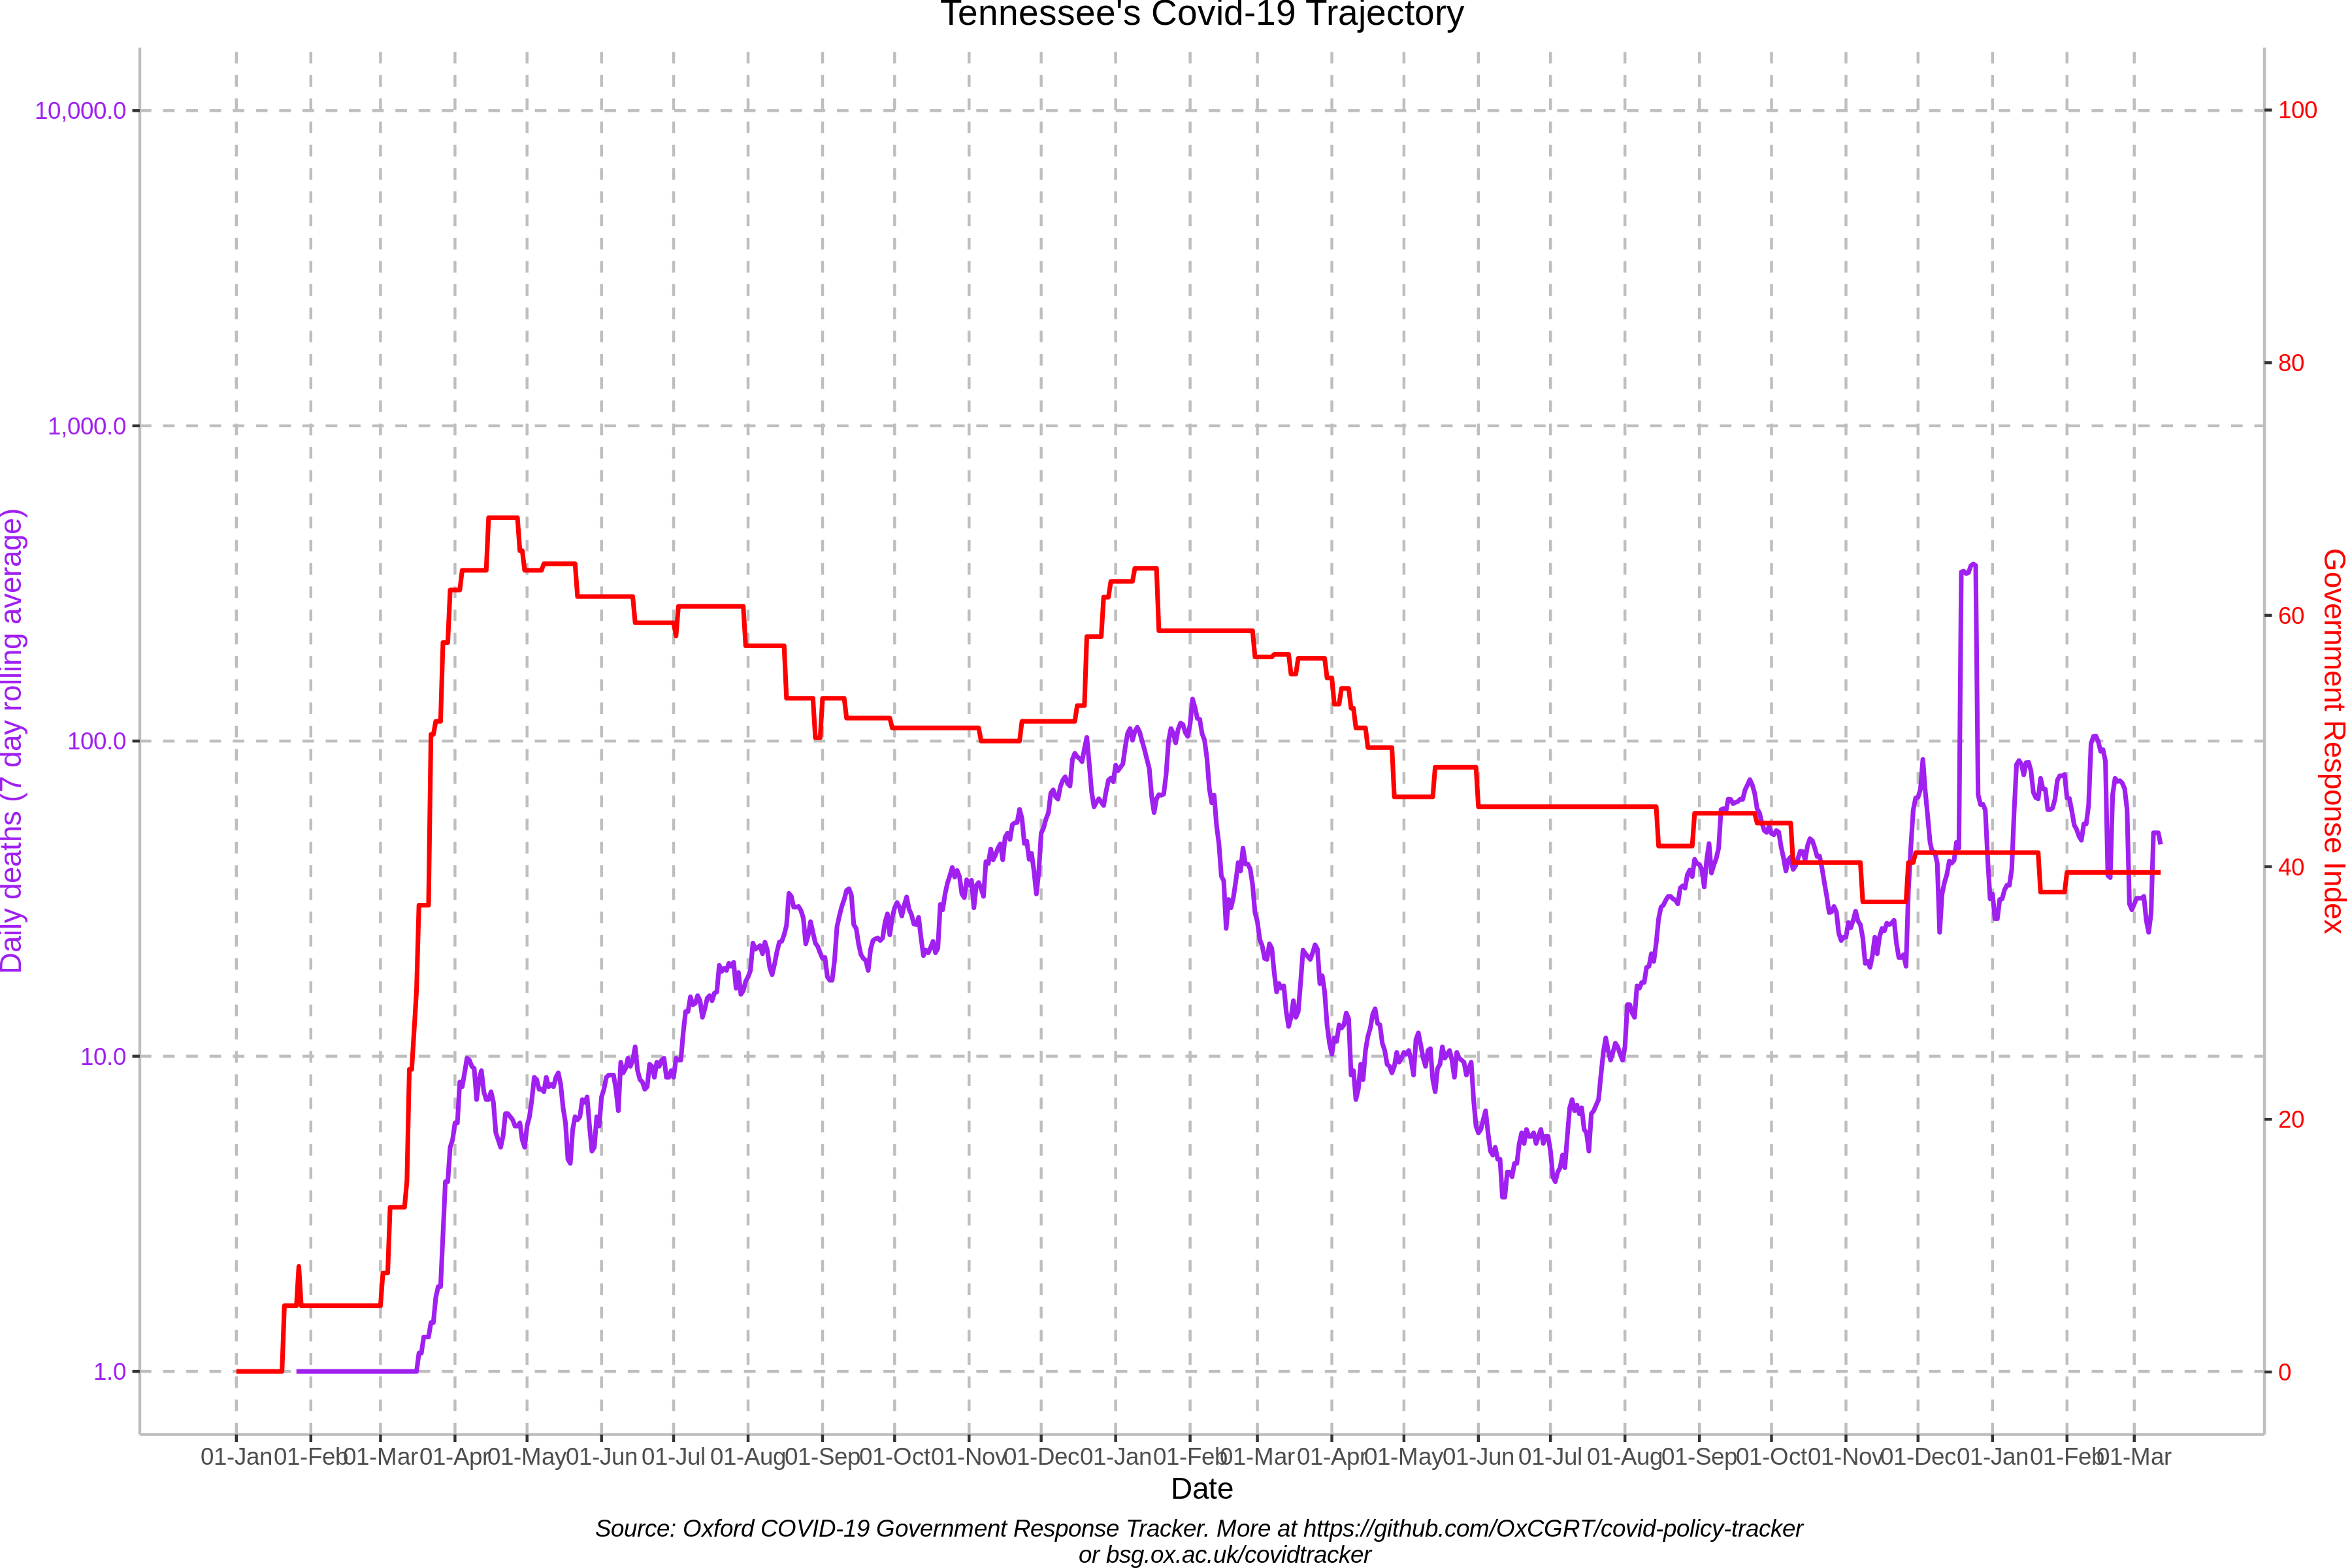 Tennessee's Covid-19 Trajectory
10,000.0
1,000.0
100.0
10.0
1.0
Daily deaths (7 day rolling average)
100
80
60
40
20
0
Government Response Index
01-Jan 01-Feb 01-Mar 01-Apr 01-May 01-Jun 01-Jul 01-Aug 01-Sep 01-Oct 01-Nov 01-Dec 01-Jan 01-Feb 01-Mar 01-Apr 01-May 01-Jun 01-Jul 01-Aug 01-Sep 01-Oct 01-Nov 01-Dec 01-Jan 01-Feb 01-Mar
Date
Source: Oxford COVID-19 Government Response Tracker. More at https://github.com/OxCGRT/covid-policy-tracker
or bsg.ox.ac.uk/covidtracker